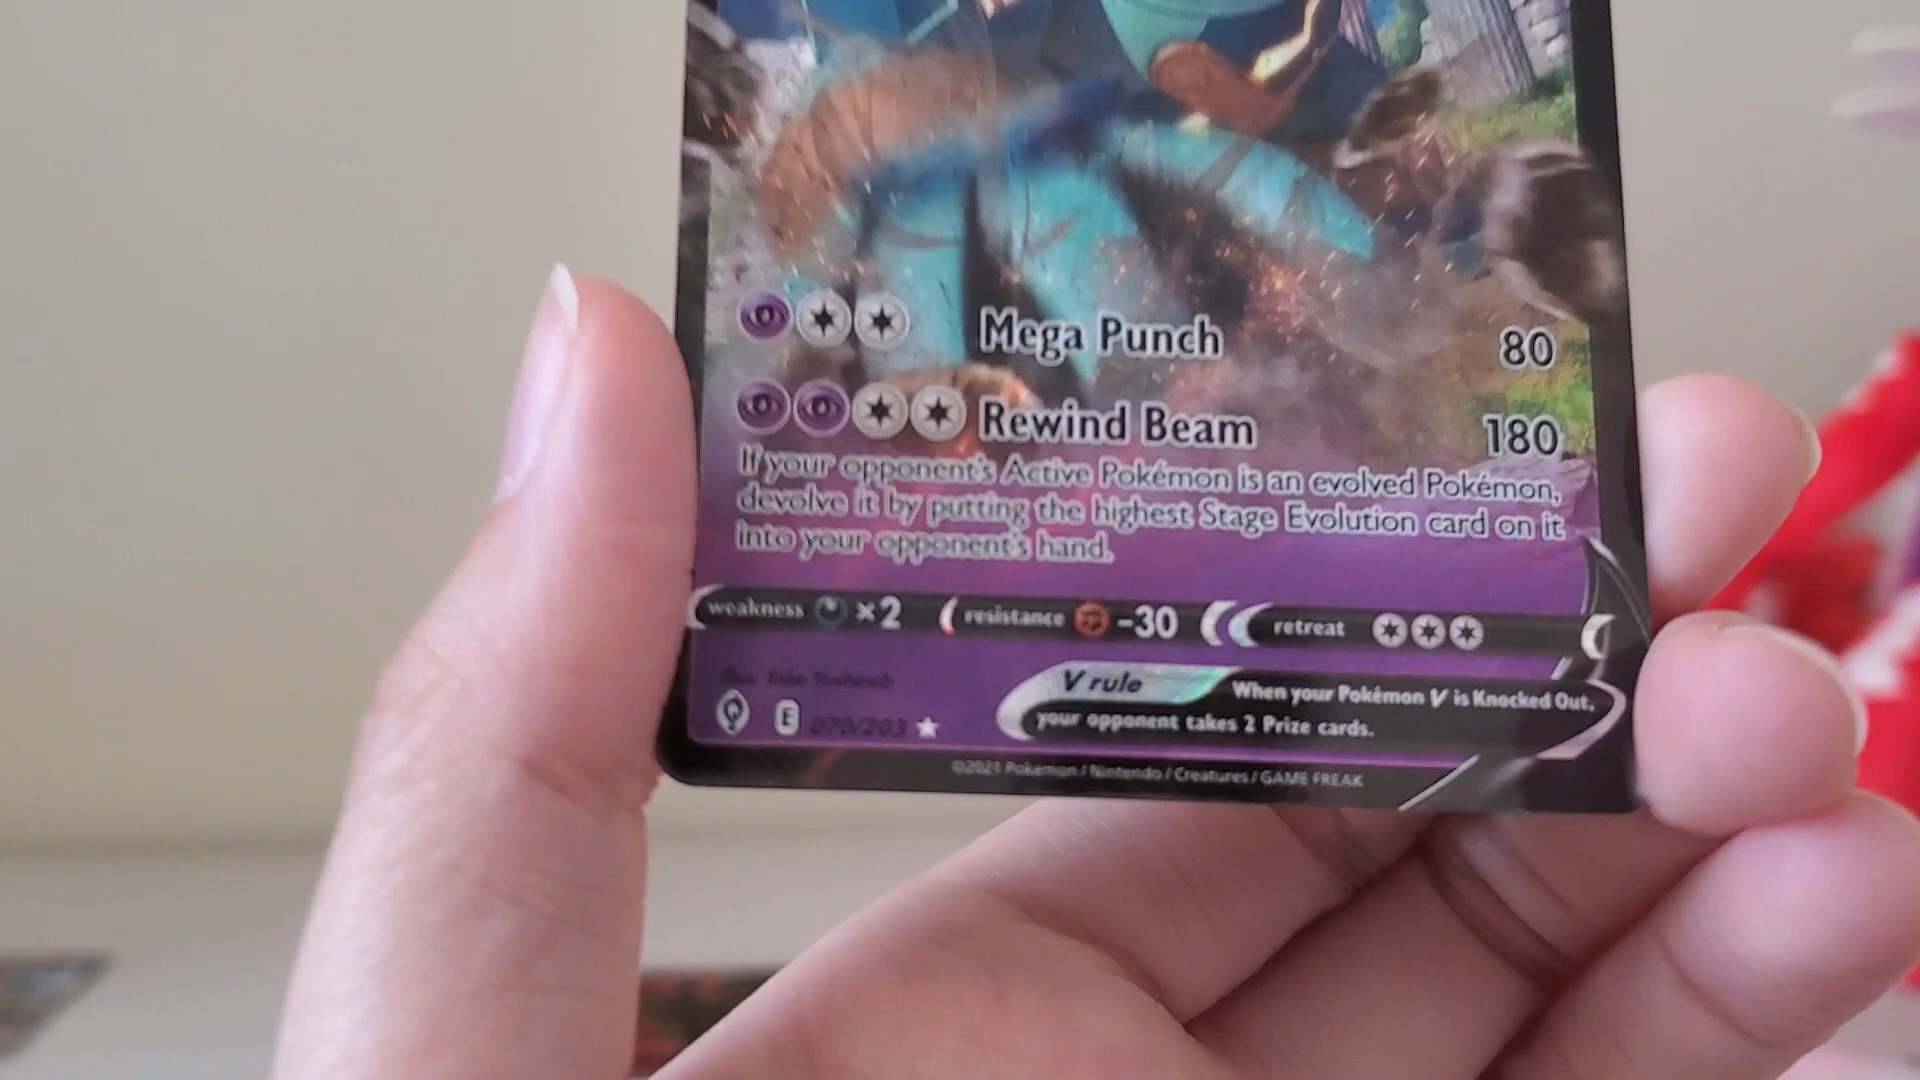 Mega Punch 80
Rewind Beam 180
If your opponent's Active Pokémon is an evolved Pokémon,
devolve it by putting the highest Stage Evolution card on it
into your opponent's hand.
weakness ×2 resistance -30 retreat
V rule When your Pokémon V is Knocked Out,
your opponent takes 2 Prize cards.
E 070/203
©2021 Pokémon / Nintendo / Creatures / GAME FREAK